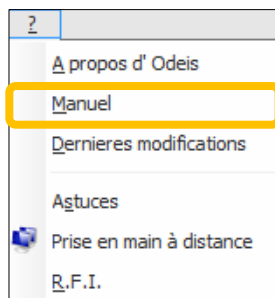 ?
A propos d' Odeis
Manuel
Dernieres modifications
Astuces
Prise en main à distance
R.F.I.